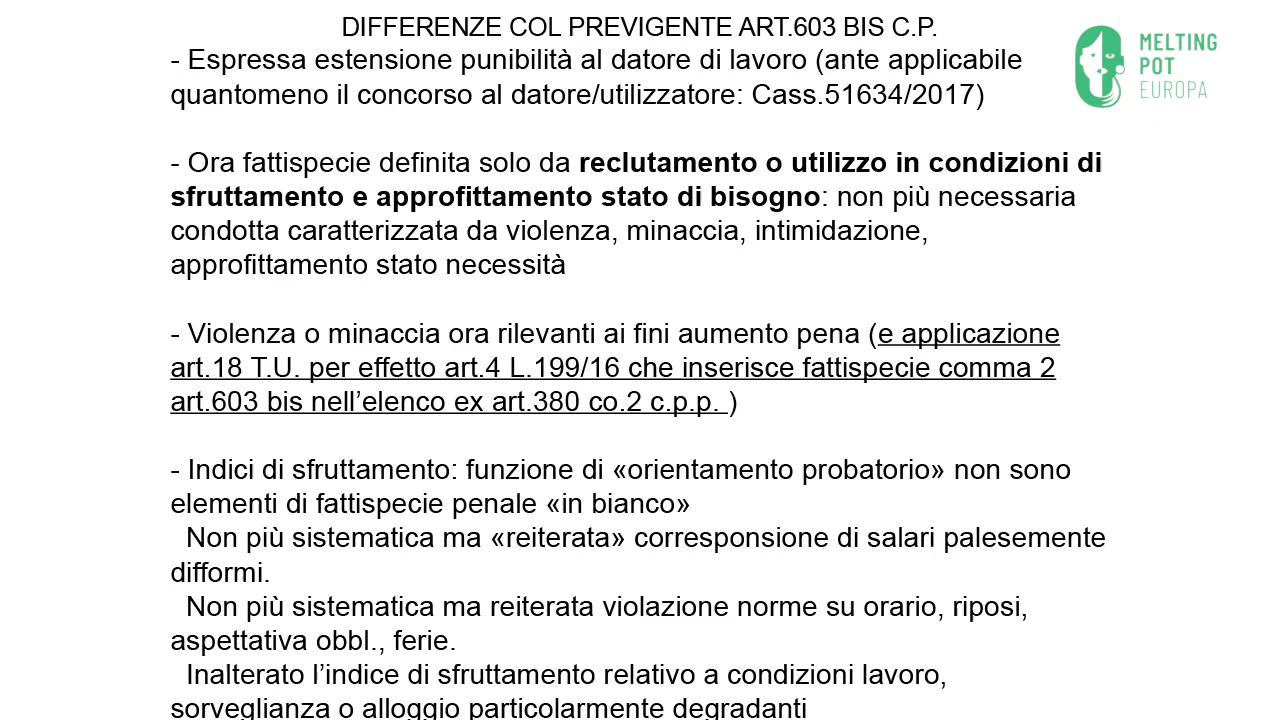 DIFFERENZE COL PREVIGENTE ART.603 BIS C.P.
- Espressa estensione punibilità al datore di lavoro (ante applicabile
quantomeno il concorso al datore/utilizzatore: Cass.51634/2017)
MELTING
POT
EUROPA
- Ora fattispecie definita solo da reclutamento o utilizzo in condizioni di
sfruttamento e approfittamento stato di bisogno: non più necessaria
condotta caratterizzata da violenza, minaccia, intimidazione,
approfittamento stato necessità
- Violenza o minaccia ora rilevanti ai fini aumento pena (e applicazione
art.18 T.U. per effetto art.4 L.199/16 che inserisce fattispecie comma 2
art.603 bis nell’elenco ex art.380 co.2 c.p.p. )
- Indici di sfruttamento: funzione di «orientamento probatorio» non sono
elementi di fattispecie penale «in bianco»
Non più sistematica ma «reiterata» corresponsione di salari palesemente
difformi.
Non più sistematica ma reiterata violazione norme su orario, riposi,
aspettativa obbl., ferie.
Inalterato l’indice di sfruttamento relativo a condizioni lavoro,
sorveglianza o alloggio particolarmente degradanti